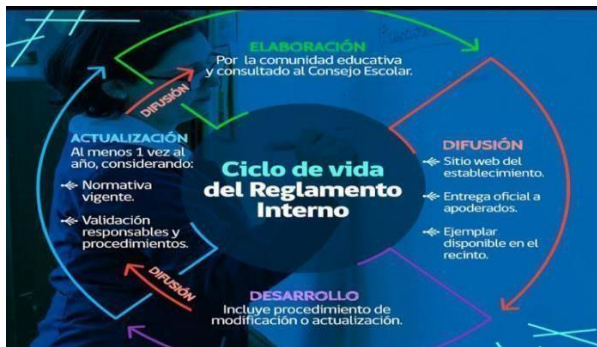 ELABORACIÓN
Por la comunidad educativa
y consultado al Consejo Escolar.
DIFUSIÓN
ACTUALIZACIÓN
Al menos 1 vez al
año, considerando:
Normativa
vigente.
Validación
responsables y
procedimientos.
Ciclo de vida
del Reglamento
Interno
DIFUSIÓN
Sitio web del
establecimiento.
Entrega oficial a
apoderados.
Ejemplar
disponible en el
recinto.
DIFUSIÓN
DESARROLLO
Incluye procedimiento de
modificación o actualización.